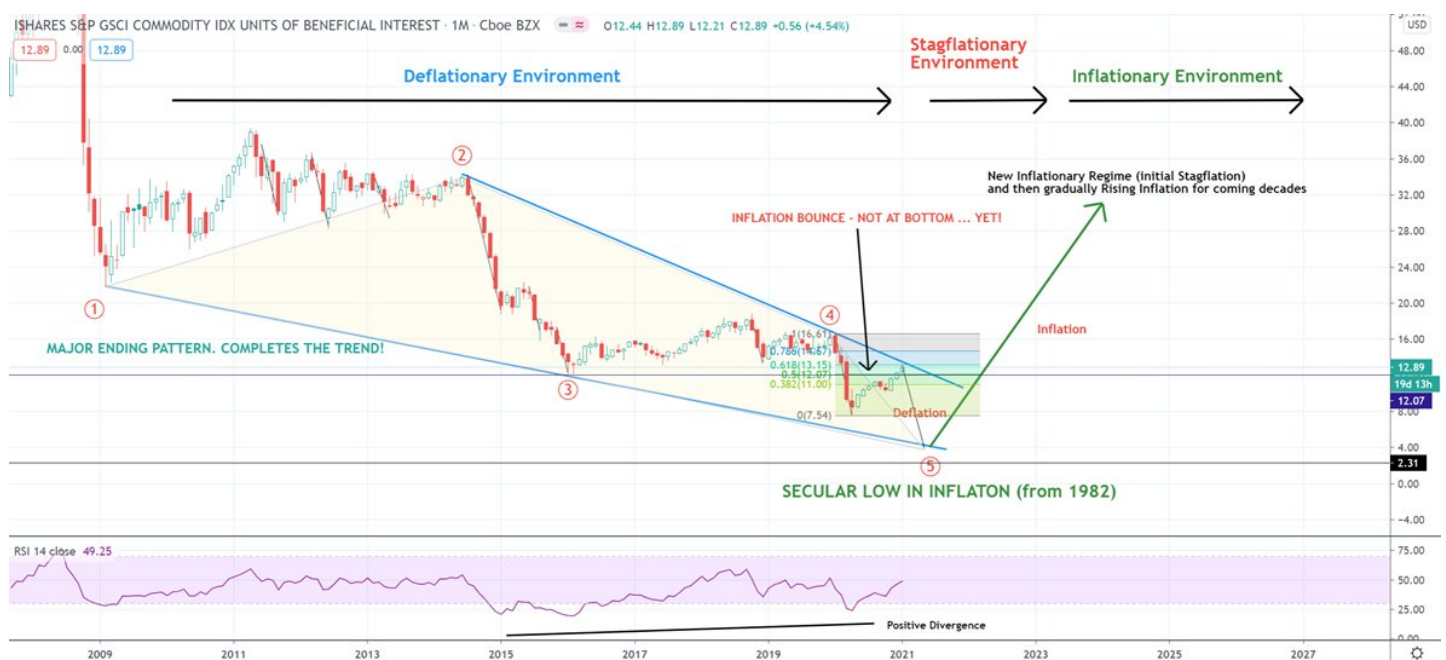 ISHARES S&P GSCI COMMODITY IDX UNITS OF BENEFICIAL INTEREST · 1M · Cboe BZX O12.44 H12.89 L12.21 C12.89 +0.56 (+4.54%)
12.89 0.00 12.89
USD
48.00
44.00
40.00
36.00
32.00
28.00
24.00
20.00
16.00
12.89
19d 13h
12.07
8.00
4.00
2.31
0.00
−4.00
Deflationary Environment
Stagflationary
Environment
Inflationary Environment
New Inflationary Regime (initial Stagflation)
and then gradually Rising Inflation for coming decades
INFLATION BOUNCE - NOT AT BOTTOM ... YET!
1
2
3
4
5
MAJOR ENDING PATTERN. COMPLETES THE TREND!
1(16.61)
0.786(14.67)
0.618(13.15)
0.5(12.07)
0.382(11.00)
0(7.54)
Inflation
Deflation
SECULAR LOW IN INFLATON (from 1982)
RSI 14 close 49.25
75.00
50.00
25.00
0.00
Positive Divergence
2009 2011 2013 2015 2017 2019 2021 2023 2025 2027